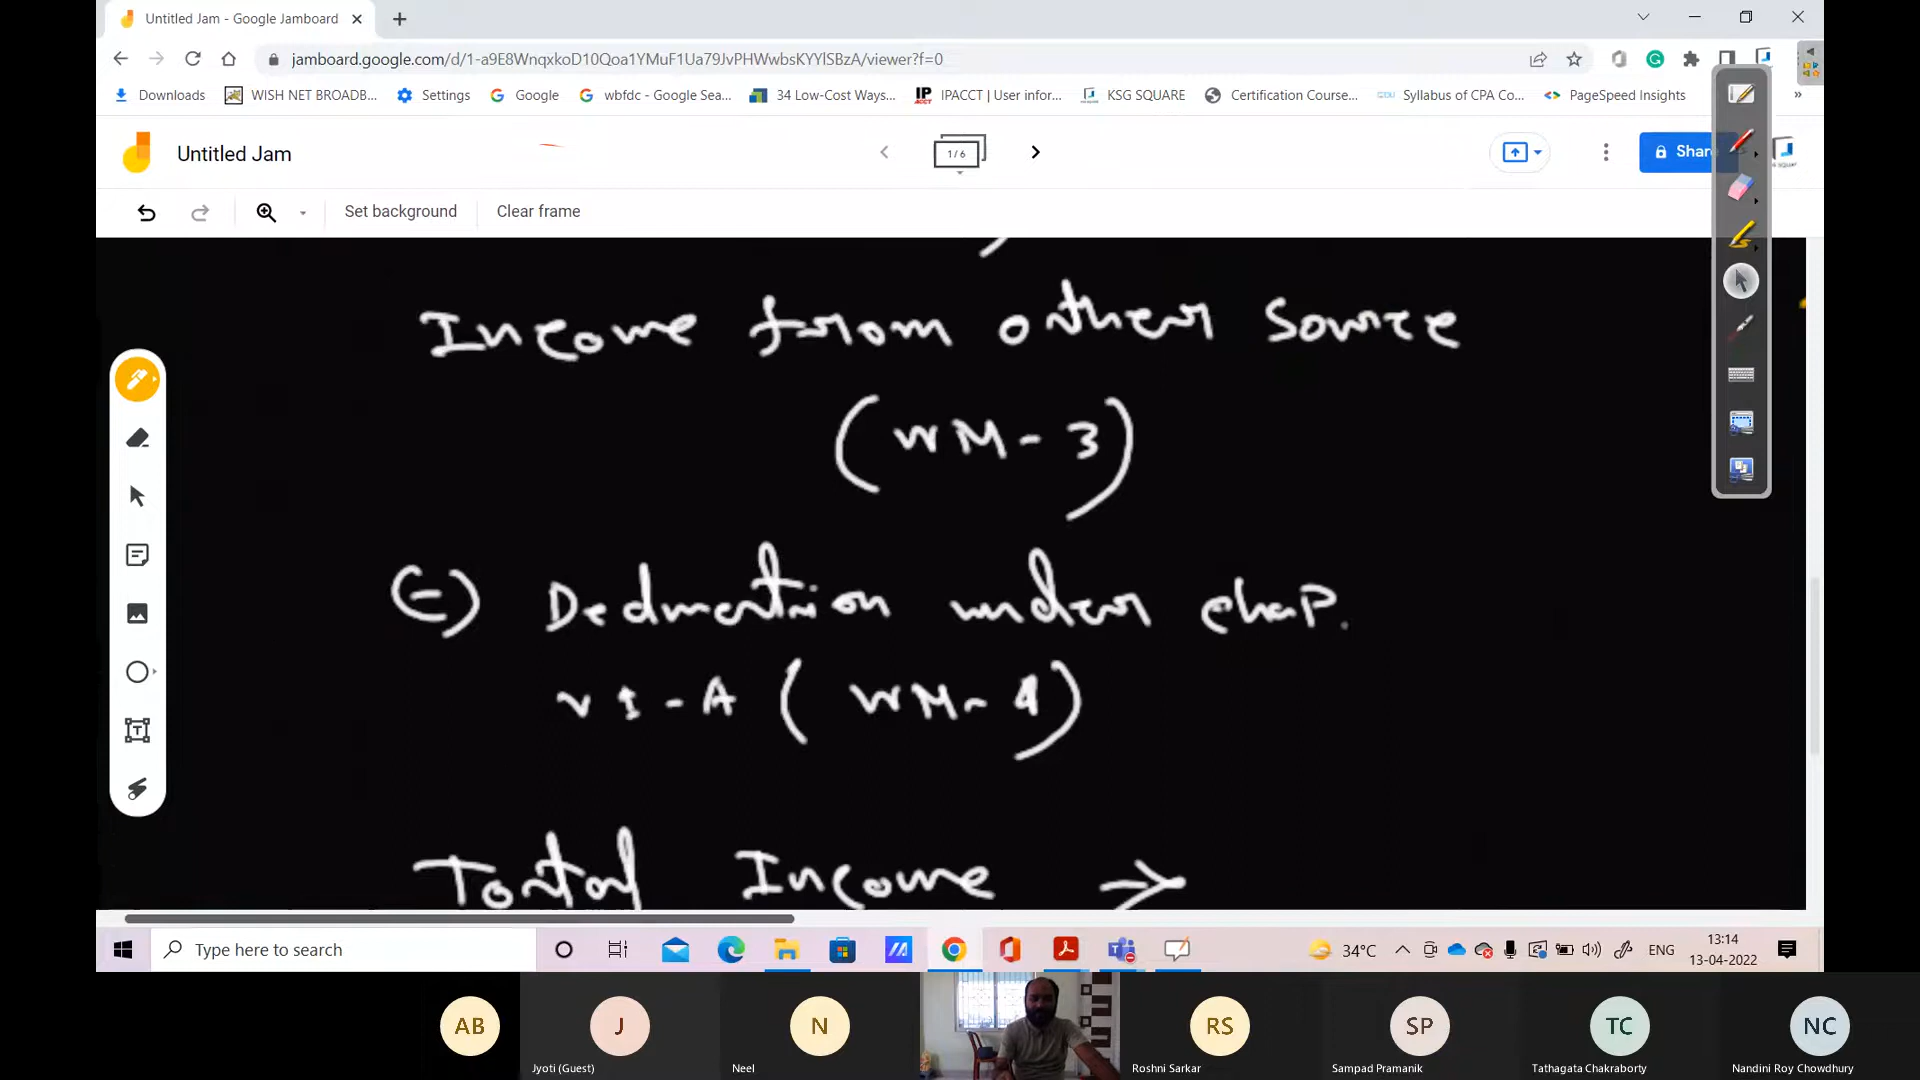 Untitled Jam - Google Jamboard
jamboard.google.com/d/1-a9E8WnqxkoD10Qoa1YMuF1Ua79JvPHWwbsKYYlSBzA/viewer?f=0
Downloads WISH NET BROADB... Settings Google wbfdc - Google Sea... 34 Low-Cost Ways... IPACCT | User infor... KSG SQUARE Certification Course... Syllabus of CPA Co... PageSpeed Insights »
Untitled Jam 1/6 Shar
Set background Clear frame
Income from other Source
(WN-3)
(-) Deduction under chap.
VI-A (WN-4)
Total Income →
Type here to search 34°C ENG 13:14
13-04-2022
AB J N RS SP TC NC
Jyoti (Guest) Neel Roshni Sarkar Sampad Pramanik Tathagata Chakraborty Nandini Roy Chowdhury